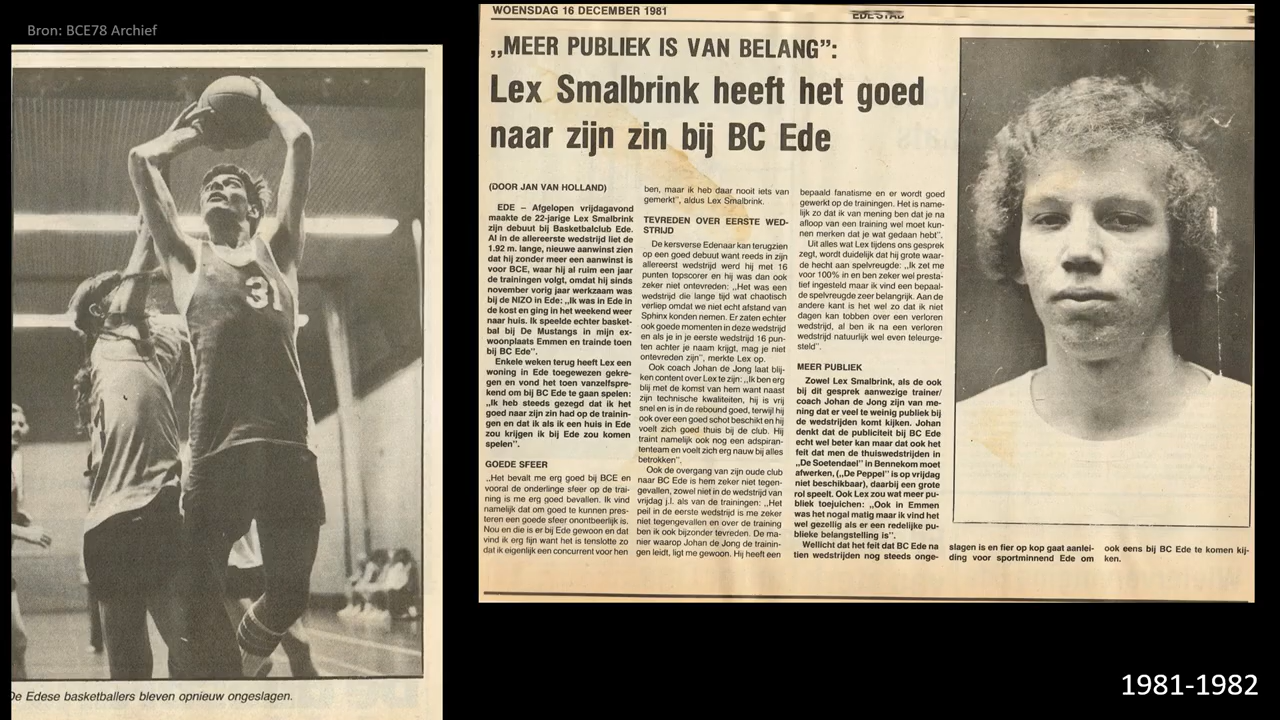 Bron: BCE78 Archief
De Edese basketballers bleven opnieuw ongeslagen.
WOENSDAG 16 DECEMBER 1981
EDE STAD
„MEER PUBLIEK IS VAN BELANG”:
Lex Smalbrink heeft het goed
naar zijn zin bij BC Ede
(DOOR JAN VAN HOLLAND)
EDE – Afgelopen vrijdagavond
maakte de 22-jarige Lex Smalbrink
zijn debuut bij Basketbalclub Ede.
Al in de allereerste wedstrijd liet de
1.92 m. lange, nieuwe aanwinst zien
dat hij zonder meer een aanwinst is
voor BCE, waar hij al ruim een jaar
de trainingen volgt, omdat hij sinds
november vorig jaar werkzaam was
bij de NIZO in Ede: „Ik was in Ede in
de kost en ging in het weekend weer
naar huis. Ik speelde echter basket-
bal bij De Mustangs in mijn ex-
woonplaats Emmen en trainde toen
bij BC Ede”.
Enkele weken terug heeft Lex een
woning in Ede toegewezen gekre-
gen en vond het toen vanzelfspre-
kend om bij BC Ede te gaan spelen:
„Ik heb steeds gezegd dat ik het
goed naar zijn zin had op de trainin-
gen en dat ik als ik een huis in Ede
zou krijgen ik bij Ede zou komen
spelen”.
GOEDE SFEER
„Het bevalt me erg goed bij BCE en
vooral de onderlinge sfeer op de trai-
ning is me erg goed bevallen. Ik vind
namelijk dat om goed te kunnen pres-
teren een goede sfeer onontbeerlijk is.
Nou en die is er bij Ede gewoon en dat
vind ik erg fijn want het is tenslotte zo
dat ik eigenlijk een concurrent voor hen
ben, maar ik heb daar nooit iets van
gemerkt”, aldus Lex Smalbrink.
TEVREDEN OVER EERSTE WED-
STRIJD
De kersverse Edenaar kan terugzien
op een goed debuut want reeds in zijn
allereerst wedstrijd werd hij met 16
punten topscorer en hij was dan ook
zeker niet ontevreden: „Het was een
wedstrijd die lange tijd wat chaotisch
verliep omdat we niet echt afstand van
Sphinx konden nemen. Er zaten echter
ook goede momenten in deze wedstrijd
en als je in je eerste wedstrijd 16 pun-
ten achter je naam krijgt, mag je niet
ontevreden zijn”, merkte Lex op.
Ook coach Johan de Jong laat blij-
ken content over Lex te zijn: „Ik ben erg
blij met de komst van hem want naast
zijn technische kwaliteiten, hij is vrij
snel en is in de rebound goed, terwijl hij
ook over een goed schot beschikt en hij
voelt zich goed thuis bij de club. Hij
traint namelijk ook nog een adspiran-
tenteam en voelt zich erg nauw bij alles
betrokken”.
Ook de overgang van zijn oude club
naar BC Ede is hem zeker niet tegen-
gevallen, zowel niet in de wedstrijd van
vrijdag j.l. als van de trainingen: „Het
peil in de eerste wedstrijd is me zeker
niet tegengevallen en over de training
ben ik ook bijzonder tevreden. De ma-
nier waarop Johan de Jong de trainin-
gen leidt, ligt me gewoon. Hij heeft een
bepaald fanatisme en er wordt goed
gewerkt op de trainingen. Het is name-
lijk zo dat ik van mening ben dat je na
afloop van een training wel moet kun-
nen merken dat je wat gedaan hebt”.
Uit alles wat Lex tijdens ons gesprek
zegt, wordt duidelijk dat hij grote waar-
de hecht aan spelvreugde: „Ik zet me
voor 100% in en ben zeker wel presta-
tief ingesteld maar ik vind een bepaal-
de spelvreugde zeer belangrijk. Aan de
andere kant is het wel zo dat ik niet
dagen kan tobben over een verloren
wedstrijd, al ben ik na een verloren
wedstrijd natuurlijk wel even teleurge-
steld”.
MEER PUBLIEK
Zowel Lex Smalbrink, als de ook
bij dit gesprek aanwezige trainer/
coach Johan de Jong zijn van me-
ning dat er veel te weinig publiek bij
de wedstrijden komt kijken. Johan
denkt dat de publiciteit bij BC Ede
echt wel beter kan maar dat ook het
feit dat men de thuiswedstrijden in
„De Soetendael” in Bennekom moet
afwerken, („De Peppel” is op vrijdag
niet beschikbaar), daarbij een grote
rol speelt. Ook Lex zou wat meer pu-
bliek toejuichen: „Ook in Emmen
was het nogal matig maar ik vind het
wel gezellig als er een redelijke pu-
blieke belangstelling is”.
Wellicht dat het feit dat BC Ede na
tien wedstrijden nog steeds onge-
slagen is en fier op kop gaat aanlei-
ding voor sportminnend Ede om
ook eens bij BC Ede te komen kij-
ken.
31
1981-1982